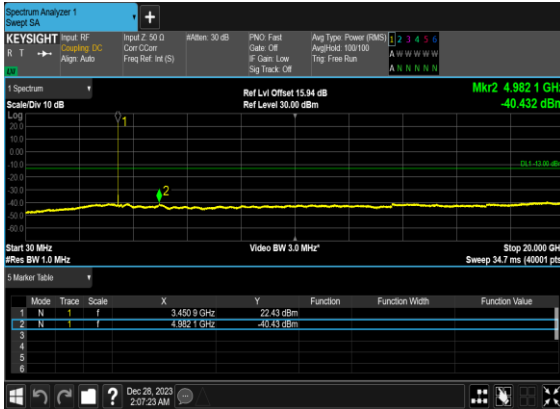 Spectrum Analyzer 1
Swept SA
+
KEYSIGHT
R T
LXI
Input: RF
Coupling: DC
Align: Auto
Input Z: 50 Ω
Corr CCorr
Freq Ref: Int (S)
#Atten: 30 dB
PNO: Fast
Gate: Off
IF Gain: Low
Sig Track: Off
Avg Type: Power (RMS)
Avg|Hold: 100/100
Trig: Free Run
1 2 3 4 5 6
A W W W W W
A N N N N N
1 Spectrum
Scale/Div 10 dB
Ref Lvl Offset 15.94 dB
Ref Level 30.00 dBm
Mkr2 4.982 1 GHz
-40.432 dBm
Log
20.0
10.0
0.00
-10.0
-20.0
-30.0
-40.0
-50.0
-60.0
1
2
DL1 -13.00 dBm
Start 30 MHz
#Res BW 1.0 MHz
Video BW 3.0 MHz*
Stop 20.000 GH
Sweep 34.7 ms (40001 pts
5 Marker Table
Mode Trace Scale X Y Function Function Width Function Value
1 N 1 f 3.450 9 GHz 22.43 dBm
2 N 1 f 4.982 1 GHz -40.43 dBm
3
4
5
6
?
Dec 28, 2023
2:07:23 AM